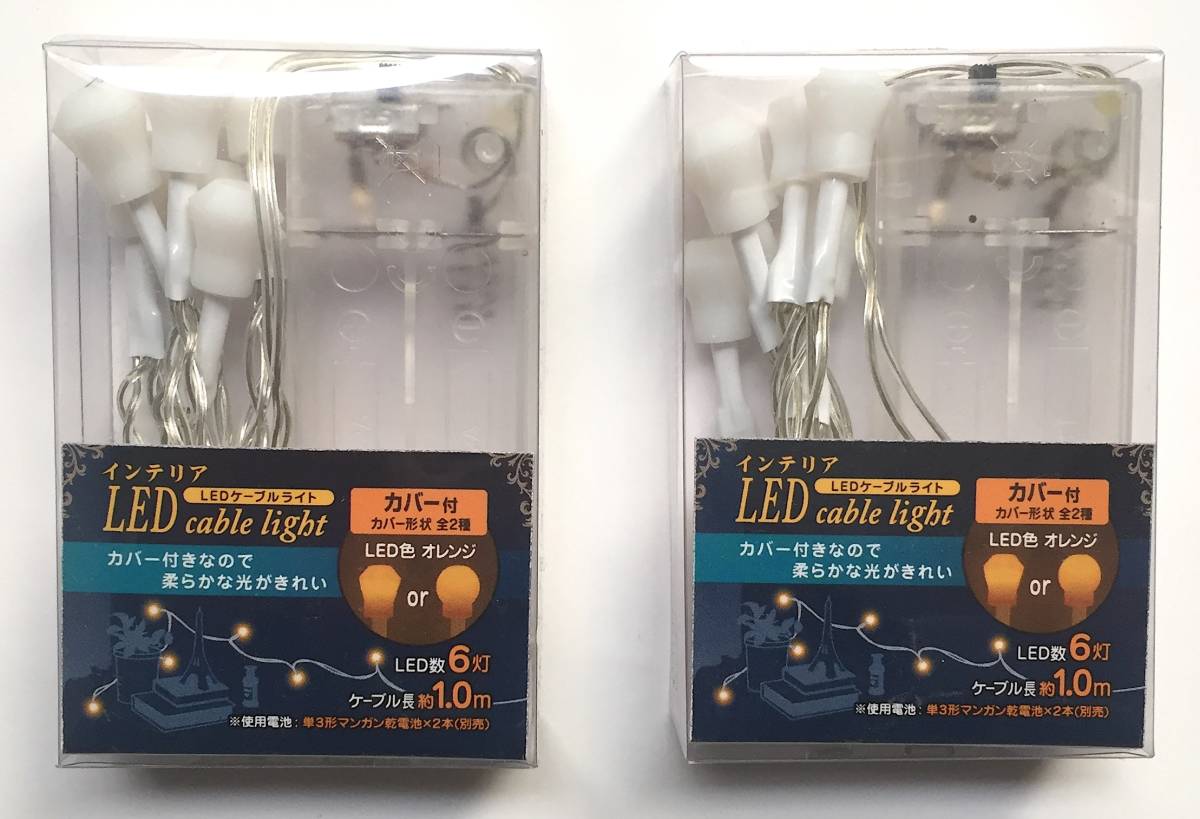 インテリア
LED
LEDケーブルライト
cable light
カバー付きなので
柔らかな光がきれい
カバー付
カバー形状 全2種
LED色 オレンジ
or
LED数6灯
ケーブル長 約1.0m
※使用電池:単3形マンガン乾電池×2本(別売)
インテリア
LED
LEDケーブルライト
cable light
カバー付きなので
柔らかな光がきれい
カバー付
カバー形状 全2種
LED色 オレンジ
or
LED数6灯
ケーブル長 約1.0m
※使用電池:単3形マンガン乾電池×2本(別売)